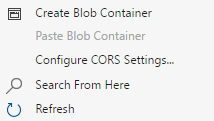 Create Blob Container
Paste Blob Container
Configure CORS Settings...
Search From Here
Refresh